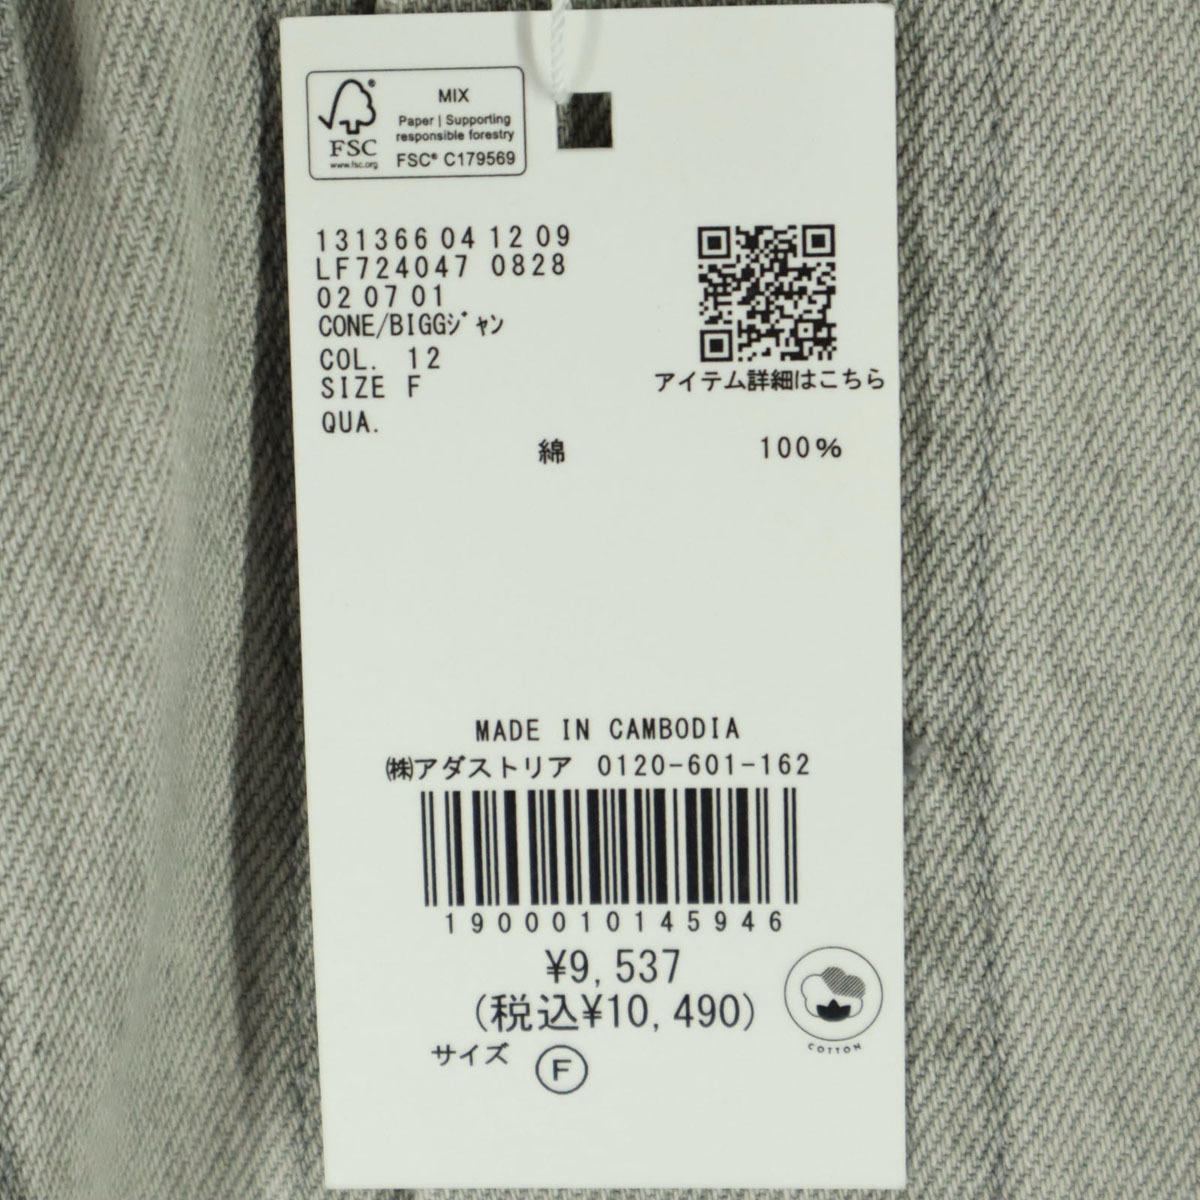 MIX
Paper | Supporting
responsible forestry
FSC® C179569
FSC
www.fsc.org
131366 04 12 09
LF724047 0828
02 07 01
CONE/BIGGｼﾞｬﾝ
COL. 12
SIZE F
QUA.
アイテム詳細はこちら
綿 100%
MADE IN CAMBODIA
㈱アダストリア 0120-601-162
1900010145946
¥9,537
(税込¥10,490)
サイズ F
COTTON